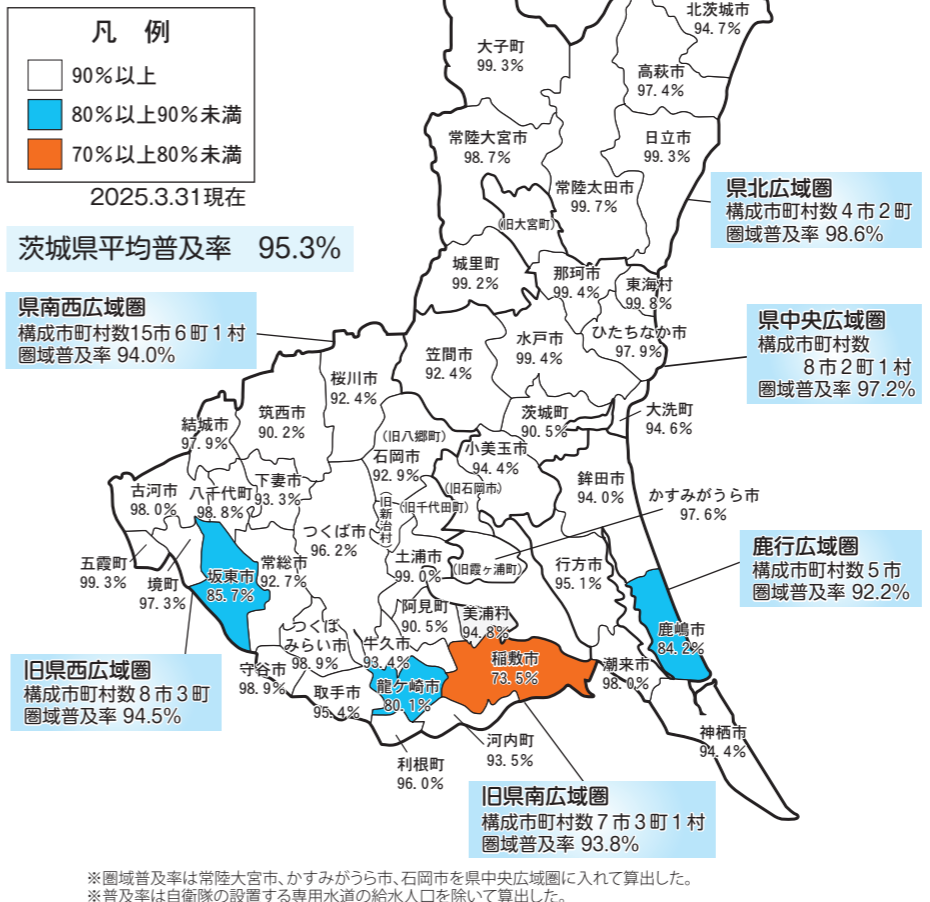 凡 例
90%以上
80%以上90%未満
70%以上80%未満
2025.3.31現在
茨城県平均普及率 95.3%
北茨城市
94.7%
大子町
99.3%
高萩市
97.4%
常陸大宮市
98.7%
日立市
99.3%
常陸太田市
99.7%
(旧大宮町)
県北広域圏
構成市町村数4市2町
圏域普及率 98.6%
城里町
99.2%
那珂市
99.4%
東海村
99.8%
県南西広域圏
構成市町村数15市6町1村
圏域普及率 94.0%
笠間市
92.4%
水戸市
99.4%
ひたちなか市
97.9%
県中央広域圏
構成市町村数
8市2町1村
圏域普及率 97.2%
桜川市
92.4%
茨城町
90.5%
大洗町
94.6%
結城市
97.9%
筑西市
90.2%
(旧八郷町)
石岡市
92.9%
小美玉市
94.4%
(旧石岡市)
鉾田市
94.0%
古河市
98.0%
八千代町
98.8%
下妻市
93.3%
つくば市
96.2%
(旧新治村)
(旧千代田町)
かすみがうら市
97.6%
五霞町
99.3%
境町
97.3%
坂東市
85.7%
常総市
92.7%
土浦市
99.0%
(旧霞ヶ浦町)
行方市
95.1%
鹿行広域圏
構成市町村数5市
圏域普及率 92.2%
阿見町
90.5%
美浦村
94.8%
鹿嶋市
84.2%
つくば
みらい市
98.9%
牛久市
93.4%
稲敷市
73.5%
潮来市
98.0%
旧県西広域圏
構成市町村数8市3町
圏域普及率 94.5%
守谷市
98.9%
取手市
95.4%
龍ケ崎市
80.1%
河内町
93.5%
神栖市
94.4%
利根町
96.0%
旧県南広域圏
構成市町村数7市3町1村
圏域普及率 93.8%
※圏域普及率は常陸大宮市、かすみがうら市、石岡市を県中央広域圏に入れて算出した。
※普及率は自衛隊の設置する専用水道の給水人口を除いて算出した。